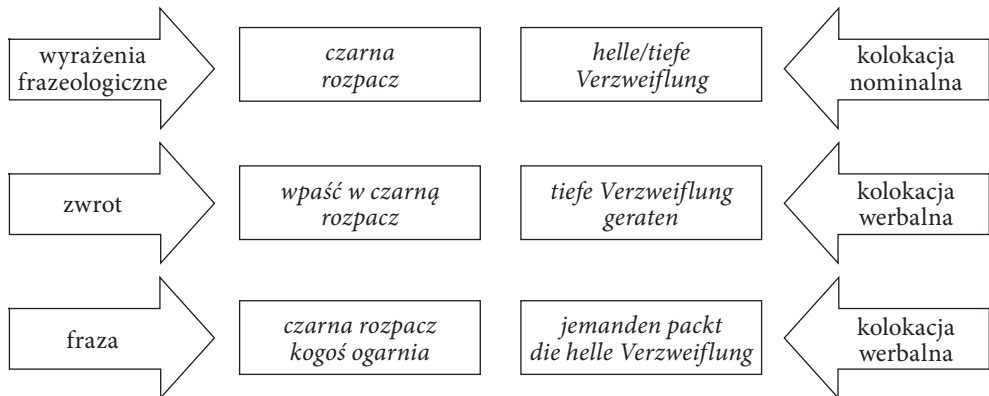 wyrażenia
frazeologiczne
czarna
rozpacz
helle/tiefe
Verzweiflung
kolokacja
nominalna
zwrot
wpaść w czarną
rozpacz
tiefe Verzweiflung
geraten
kolokacja
werbalna
fraza
czarna rozpacz
kogoś ogarnia
jemanden packt
die helle Verzweiflung
kolokacja
werbalna